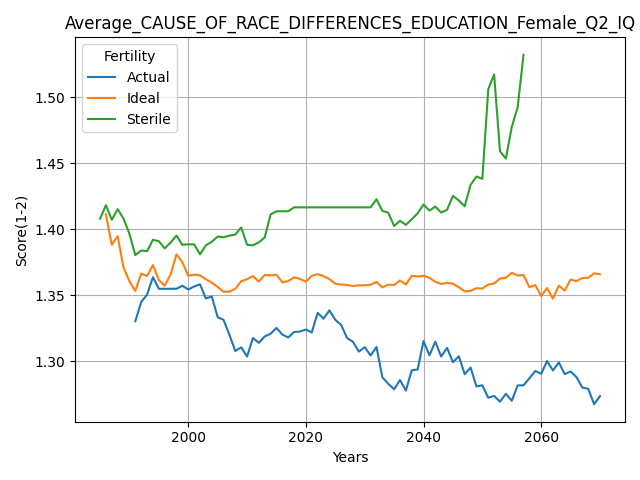 Average_CAUSE_OF_RACE_DIFFERENCES_EDUCATION_Female_Q2_IQ
Fertility
Actual
Ideal
Sterile
Score(1-2)
1.50
1.45
1.40
1.35
1.30
2000
2020
2040
2060
Years